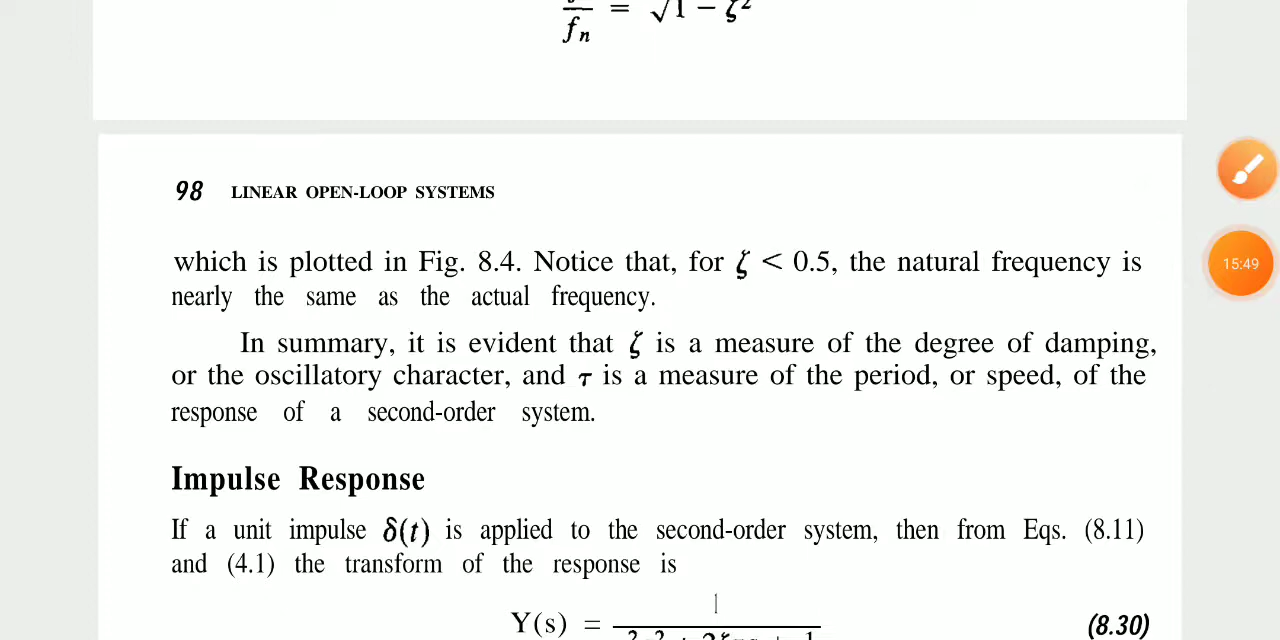 f
fn = √1 − ζ²
98 LINEAR OPEN-LOOP SYSTEMS
which is plotted in Fig. 8.4. Notice that, for ζ < 0.5, the natural frequency is
nearly the same as the actual frequency.
15:49
In summary, it is evident that ζ is a measure of the degree of damping,
or the oscillatory character, and τ is a measure of the period, or speed, of the
response of a second-order system.
Impulse Response
If a unit impulse δ(t) is applied to the second-order system, then from Eqs. (8.11)
and (4.1) the transform of the response is
1
Y(s) = (8.30)